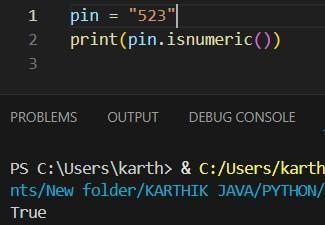 1 pin = "523"
2 print(pin.isnumeric())
3
PROBLEMS OUTPUT DEBUG CONSOLE
PS C:\Users\karth> & C:/Users/karth
nts/New folder/KARTHIK JAVA/PYTHON/
True